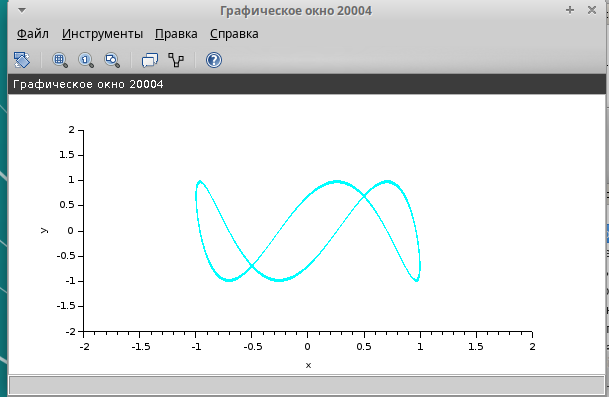 Графическое окно 20004
Файл Инструменты Правка Справка
Графическое окно 20004
2
1.5
1
0.5
0
-0.5
-1
-1.5
-2
y
-2 -1.5 -1 -0.5 0 0.5 1 1.5 2
x